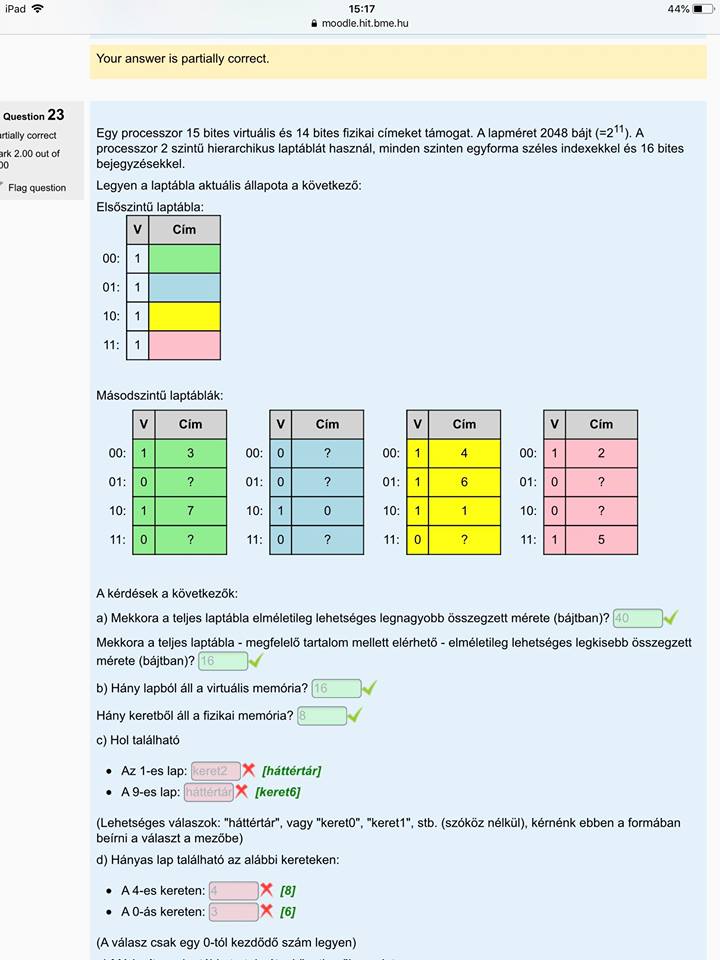 iPad 15:17 44%
moodle.hit.bme.hu
Your answer is partially correct.
Question 23
artially correct
ark 2.00 out of
00
Flag question
Egy processzor 15 bites virtuális és 14 bites fizikai címeket támogat. A lapméret 2048 bájt (=2^11). A
processzor 2 szintű hierarchikus laptáblát használ, minden szinten egyforma széles indexekkel és 16 bites
bejegyzésekkel.
Legyen a laptábla aktuális állapota a következő:
Elsőszintű laptábla:
V Cím
00: 1
01: 1
10: 1
11: 1
Másodszintű laptáblák:
V Cím V Cím V Cím V Cím
00: 1 3 00: 0 ? 00: 1 4 00: 1 2
01: 0 ? 01: 0 ? 01: 1 6 01: 0 ?
10: 1 7 10: 1 0 10: 1 1 10: 0 ?
11: 0 ? 11: 0 ? 11: 0 ? 11: 1 5
A kérdések a következők:
a) Mekkora a teljes laptábla elméletileg lehetséges legnagyobb összegzett mérete (bájtban)? 40
Mekkora a teljes laptábla - megfelelő tartalom mellett elérhető - elméletileg lehetséges legkisebb összegzett
mérete (bájtban)? 16
b) Hány lapból áll a virtuális memória? 16
Hány keretből áll a fizikai memória? 8
c) Hol található
• Az 1-es lap: keret2 [háttértár]
• A 9-es lap: háttértár [keret6]
(Lehetséges válaszok: "háttértár", vagy "keret0", "keret1", stb. (szóköz nélkül), kérnénk ebben a formában
beírni a választ a mezőbe)
d) Hányas lap található az alábbi kereteken:
• A 4-es kereten: 4 [8]
• A 0-ás kereten: 3 [6]
(A válasz csak egy 0-tól kezdődő szám legyen)